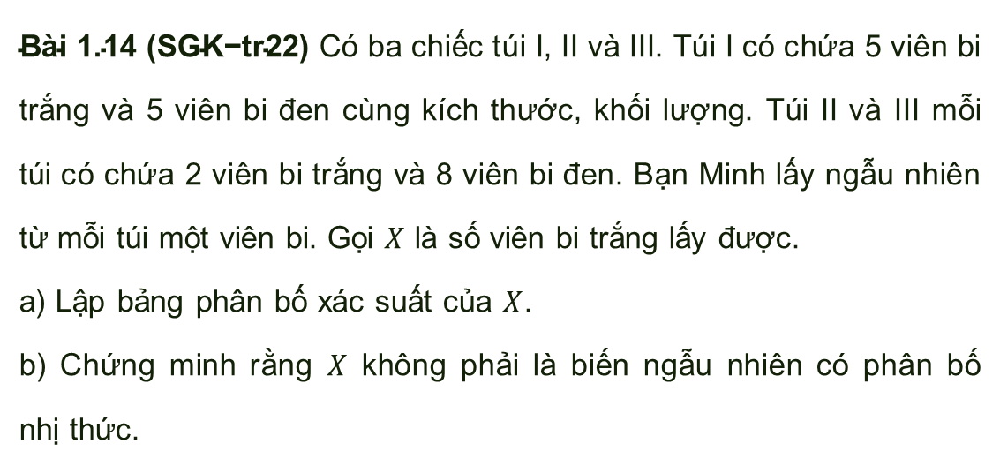 Bài 1.14 (SGK–tr22) Có ba chiếc túi I, II và III. Túi I có chứa 5 viên bi
trắng và 5 viên bi đen cùng kích thước, khối lượng. Túi II và III mỗi
túi có chứa 2 viên bi trắng và 8 viên bi đen. Bạn Minh lấy ngẫu nhiên
từ mỗi túi một viên bi. Gọi X là số viên bi trắng lấy được.
a) Lập bảng phân bố xác suất của X.
b) Chứng minh rằng X không phải là biến ngẫu nhiên có phân bố
nhị thức.